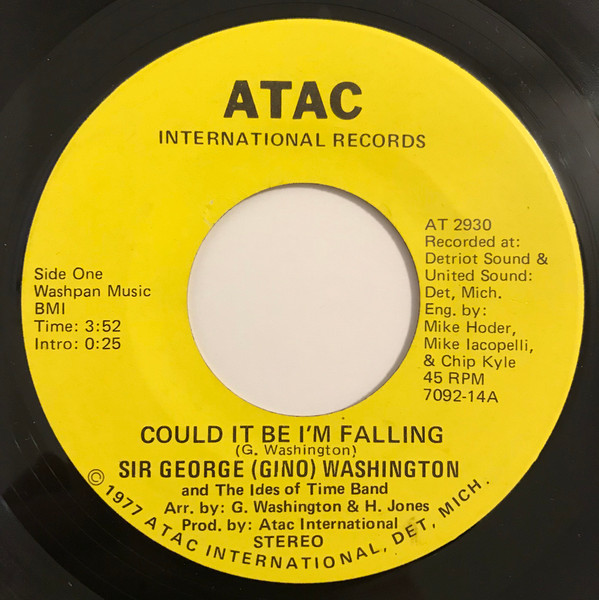 ATAC
INTERNATIONAL RECORDS
Side One
Washpan Music
BMI
Time: 3:52
Intro: 0:25
AT 2930
Recorded at:
Detriot Sound &
United Sound:
Det, Mich.
Eng. by:
Mike Hoder,
Mike Iacopelli,
& Chip Kyle
45 RPM
7092-14A
COULD IT BE I'M FALLING
(G. Washington)
SIR GEORGE (GINO) WASHINGTON
and The Ides of Time Band
Arr. by: G. Washington & H. Jones
Prod. by: Atac International
STEREO
© 1977 ATAC INTERNATIONAL, DET, MICH.